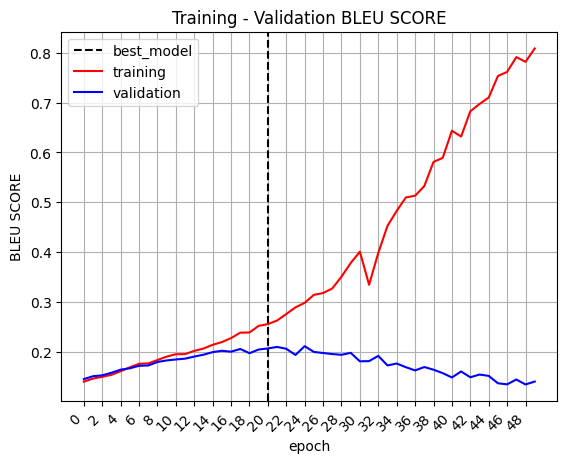 Training - Validation BLEU SCORE
best_model
training
validation
0.8
0.7
0.6
0.5
0.4
0.3
0.2
BLEU SCORE
0 2 4 6 8 10 12 14 16 18 20 22 24 26 28 30 32 34 36 38 40 42 44 46 48
epoch